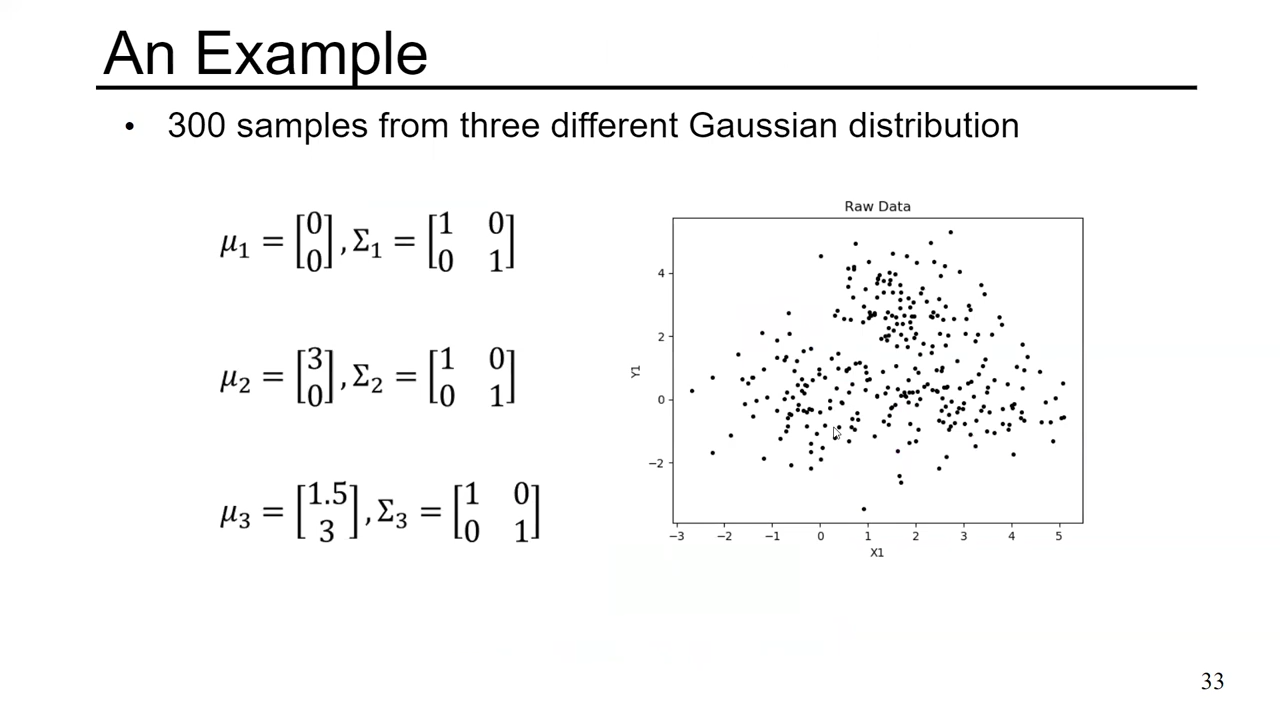 An Example
• 300 samples from three different Gaussian distribution
μ₁ = [0 0], Σ₁ = [1 0 0 1]
μ₂ = [3 0], Σ₂ = [1 0 0 1]
μ₃ = [1.5 3], Σ₃ = [1 0 0 1]
Raw Data
4
2
0
−2
Y1
−3 −2 −1 0 1 2 3 4 5
X1
33